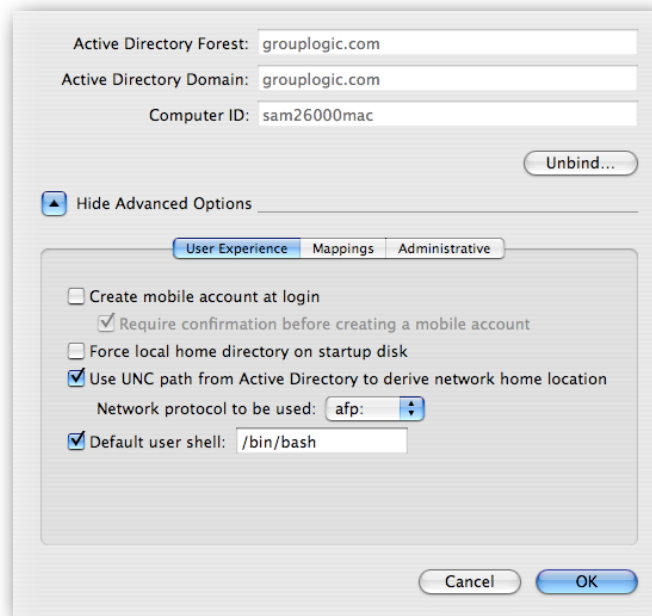 Active Directory Forest: grouplogic.com
Active Directory Domain: grouplogic.com
Computer ID: sam26000mac
Unbind...
Hide Advanced Options
User Experience Mappings Administrative
Create mobile account at login
Require confirmation before creating a mobile account
Force local home directory on startup disk
Use UNC path from Active Directory to derive network home location
Network protocol to be used: afp:
Default user shell: /bin/bash
Cancel OK